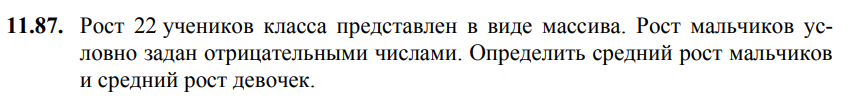 11.87. Рост 22 учеников класса представлен в виде массива. Рост мальчиков ус-
ловно задан отрицательными числами. Определить средний рост мальчиков
и средний рост девочек.